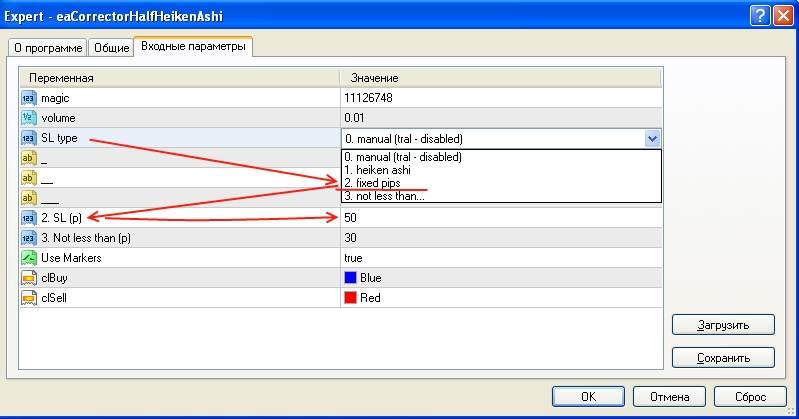 Expert - eaCorrectorHalfHeikenAshi
О программе Общие Входные параметры
Переменная Значение
magic 11126748
volume 0.01
SL type 0. manual (tral - disabled)
0. manual (tral - disabled)
_ 1. heiken ashi
__ 2. fixed pips
___ 3. not less than...
2. SL (p) 50
3. Not less than (p) 30
Use Markers true
clBuy Blue
clSell Red
Загрузить
Сохранить
OK Отмена Сброс